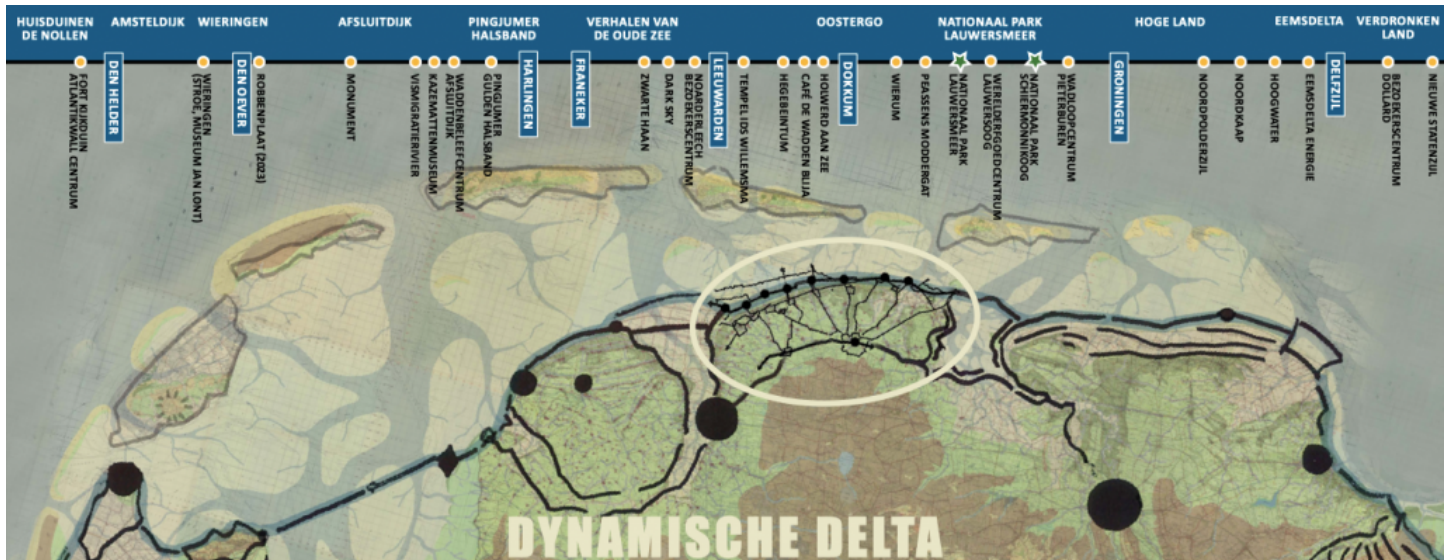 HUISDUINEN
DE NOLLEN
AMSTELDIJK
WIERINGEN
AFSLUITDIJK
PINGJUMER
HALSBAND
VERHALEN VAN
DE OUDE ZEE
OOSTERGO
NATIONAAL PARK
LAUWERSMEER
HOGE LAND
EEMSDELTA
VERDRONKEN
LAND
FORT KIJKDUIN
ATLANTIKWALL CENTRUM
DEN HELDER
WIERINGEN
(STROE, MUSEUM JAN LONT)
DEN OEVER
ROBBENPLAAT (2023)
MONUMENT
VISMIGRATIERIVIER
KAZEMATTENMUSEUM
WADDENBELEEFCENTRUM
AFSLUITDIJK
PINGJUMER
GULDEN HALSBAND
HARLINGEN
FRANEKER
ZWARTE HAAN
DARK SKY
NOARDERLEECH
BEZOEKERSCENTRUM
LEEUWARDEN
TEMPEL IDS WILLEMSMA
HEGEBEINTUM
CAFÉ DE WADDEN BLIJA
HOLWERD AAN ZEE
DOKKUM
WIERUM
PEASENS MODDERGAT
NATIONAAL PARK
LAUWERSMEER
WERELDERFGOEDCENTRUM
LAUWERSOOG
NATIONAAL PARK
SCHIERMONNIKOOG
WADLOOPCENTRUM
PIETERBUREN
GRONINGEN
NOORDPOLDERZIJL
NOORDKAAP
HOOGWATER
EEMSDELTA ENERGIE
DELFZIJL
BEZOEKERSCENTRUM
DOLLARD
NIEUWE STATENZIJL
DYNAMISCHE DELTA